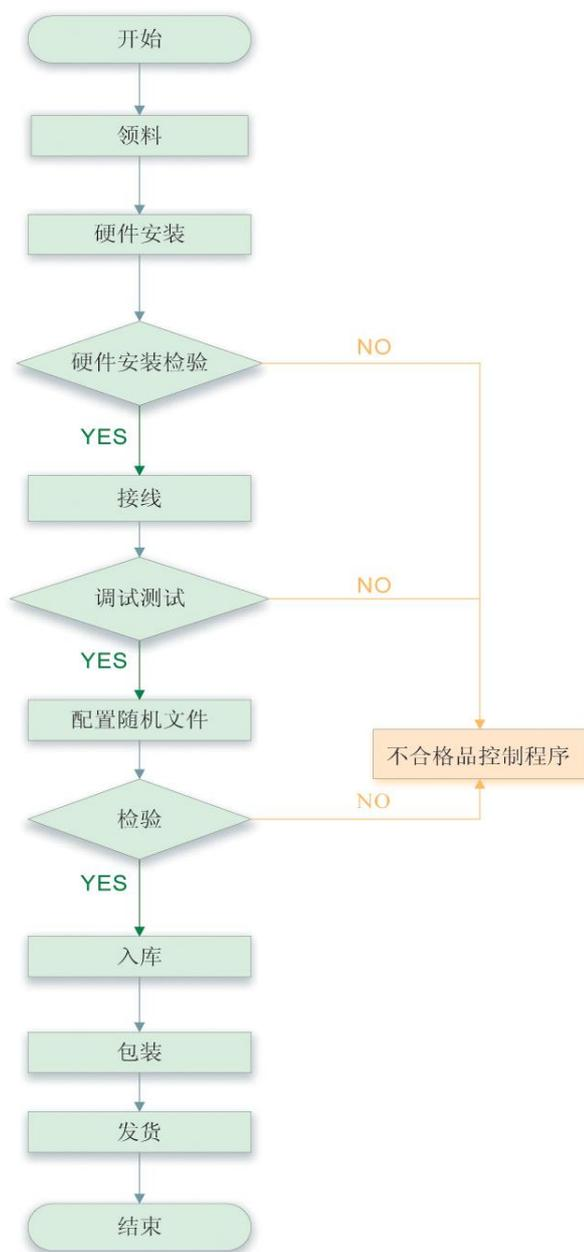 开始
领料
硬件安装
硬件安装检验
NO
YES
接线
调试测试
NO
YES
配置随机文件
不合格品控制程序
检验
NO
YES
入库
包装
发货
结束